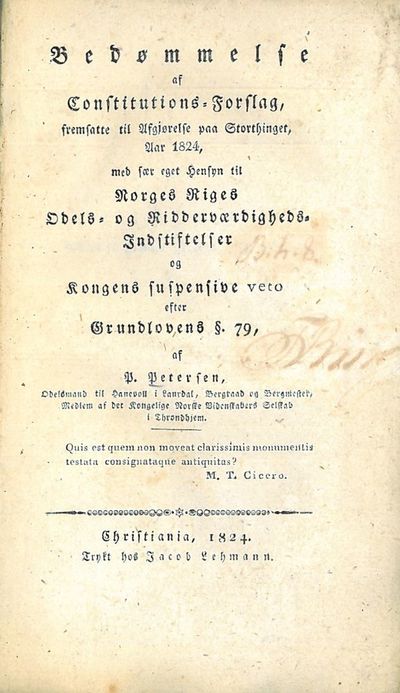 Bedømmelse
af
Constitutions-Forslag,
fremsatte til Afgjørelse paa Storthinget,
Aar 1824,
med sær eget Hensyn til
Norges Riges
Odels- og Ridderværdigheds-
Indstiftelser
og
Kongens suspensive veto
efter
Grundlovens §. 79,
af
P. Petersen,
Odelsmand til Hanevoll i Laurdal, Bergraad og Bergmester,
Medlem af det Kongelige Norske Videnskabers Selskab
i Throndhjem.
Quis est quem non moveat clarissimis monumentis
testata consignataque antiquitas?
M. T. Cicero.
Christiania, 1824.
Trykt hos Jacob Lehmann.